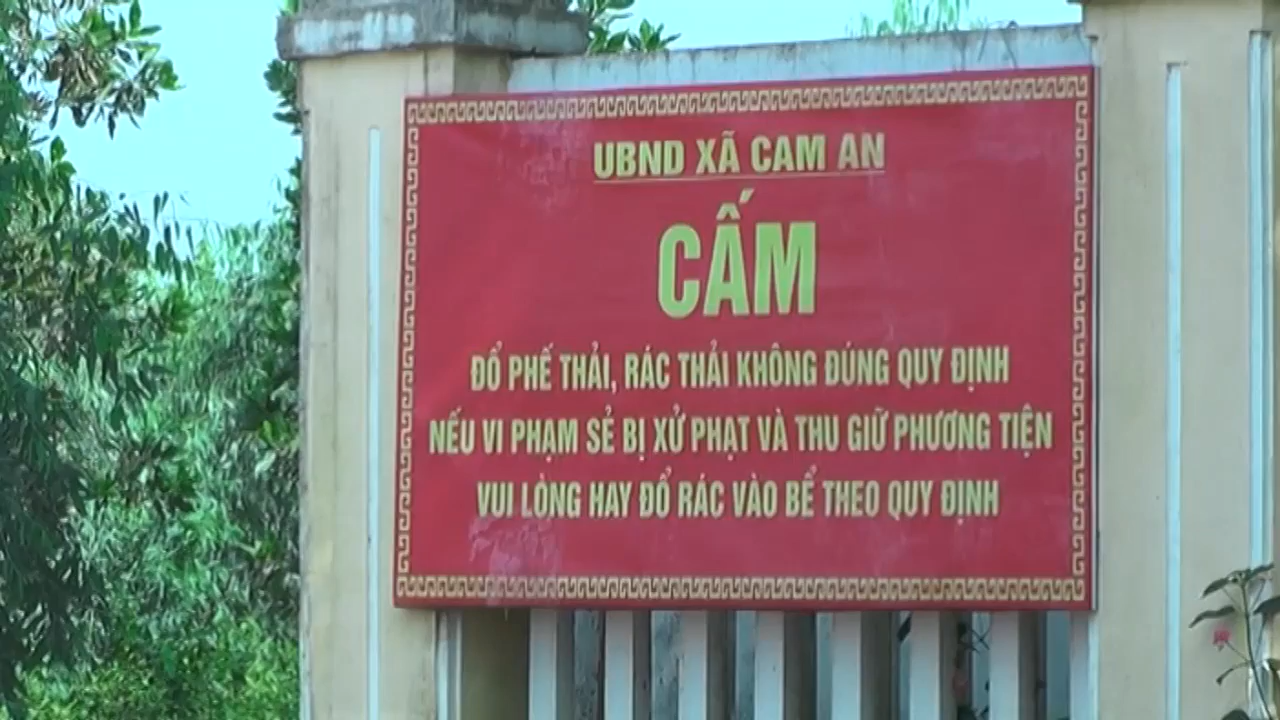 UBND XÃ CAM AN
CẤM
ĐỔ PHẾ THẢI, RÁC THẢI KHÔNG ĐÚNG QUY ĐỊNH
NẾU VI PHẠM SẺ BỊ XỬ PHẠT VÀ THU GIỮ PHƯƠNG TIỆN
VUI LÒNG HAY ĐỔ RÁC VÀO BỂ THEO QUY ĐỊNH